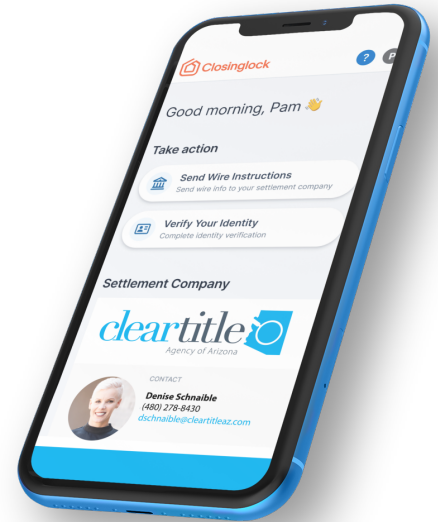 Closinglock
?
P
Good morning, Pam 👋
Take action
Send Wire Instructions
Send wire info to your settlement company
Verify Your Identity
Complete identity verification
Settlement Company
cleartitle
Agency of Arizona
CONTACT
Denise Schnaible
(480) 278-8430
dschnaible@cleartitleaz.com